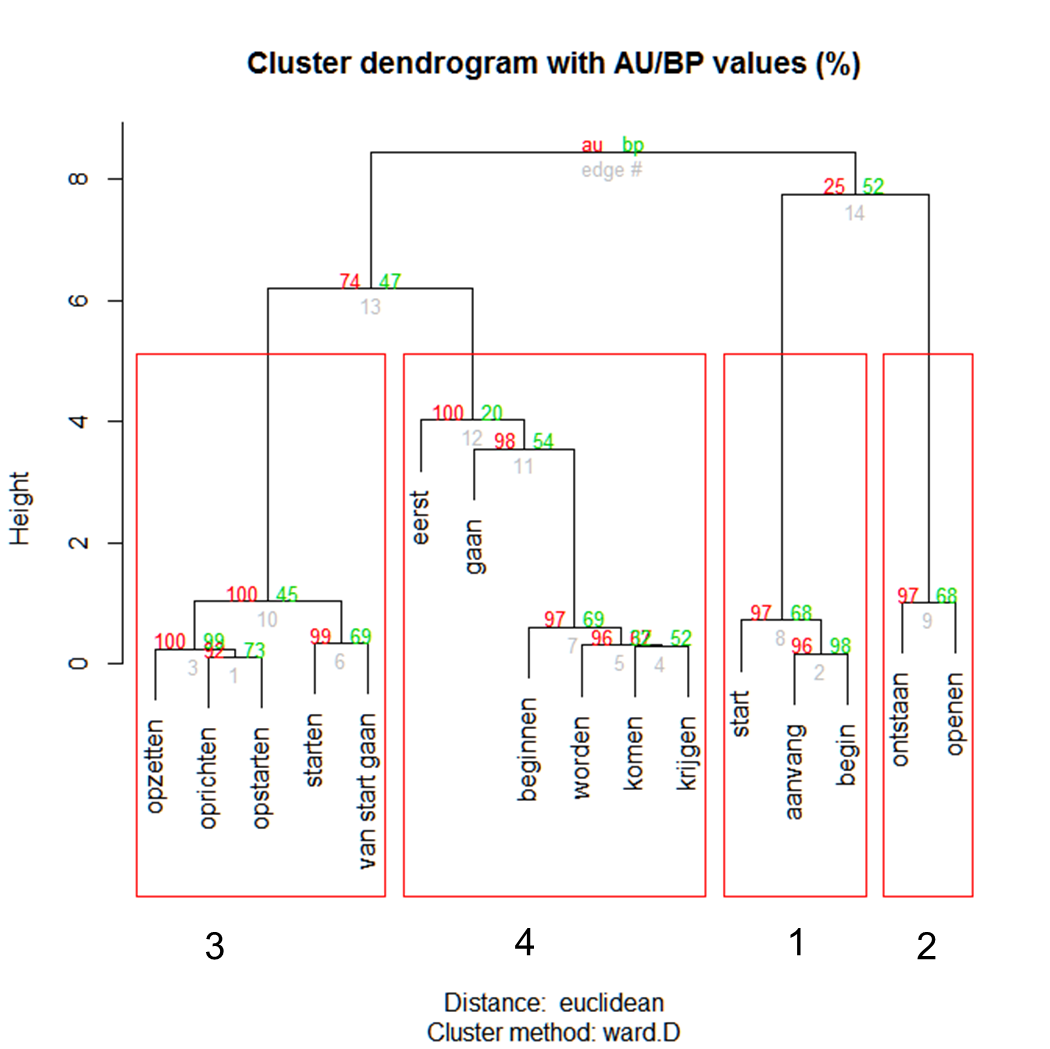 Cluster dendrogram with AU/BP values (%)
au bp
edge #
8
25 52
14
74 47
6
13
4
100 20
12 98 54
11
eerst
gaan
Height
2
100 45
10
97 69
97 68
97 68
9
100 99
92 73
3 1
99 69
6
7 96 52
5 4
8 96 98
2
0
opzetten
oprichten
opstarten
starten
van start gaan
beginnen
worden
komen
krijgen
start
aanvang
begin
ontstaan
openen
3 4 1 2
Distance: euclidean
Cluster method: ward.D